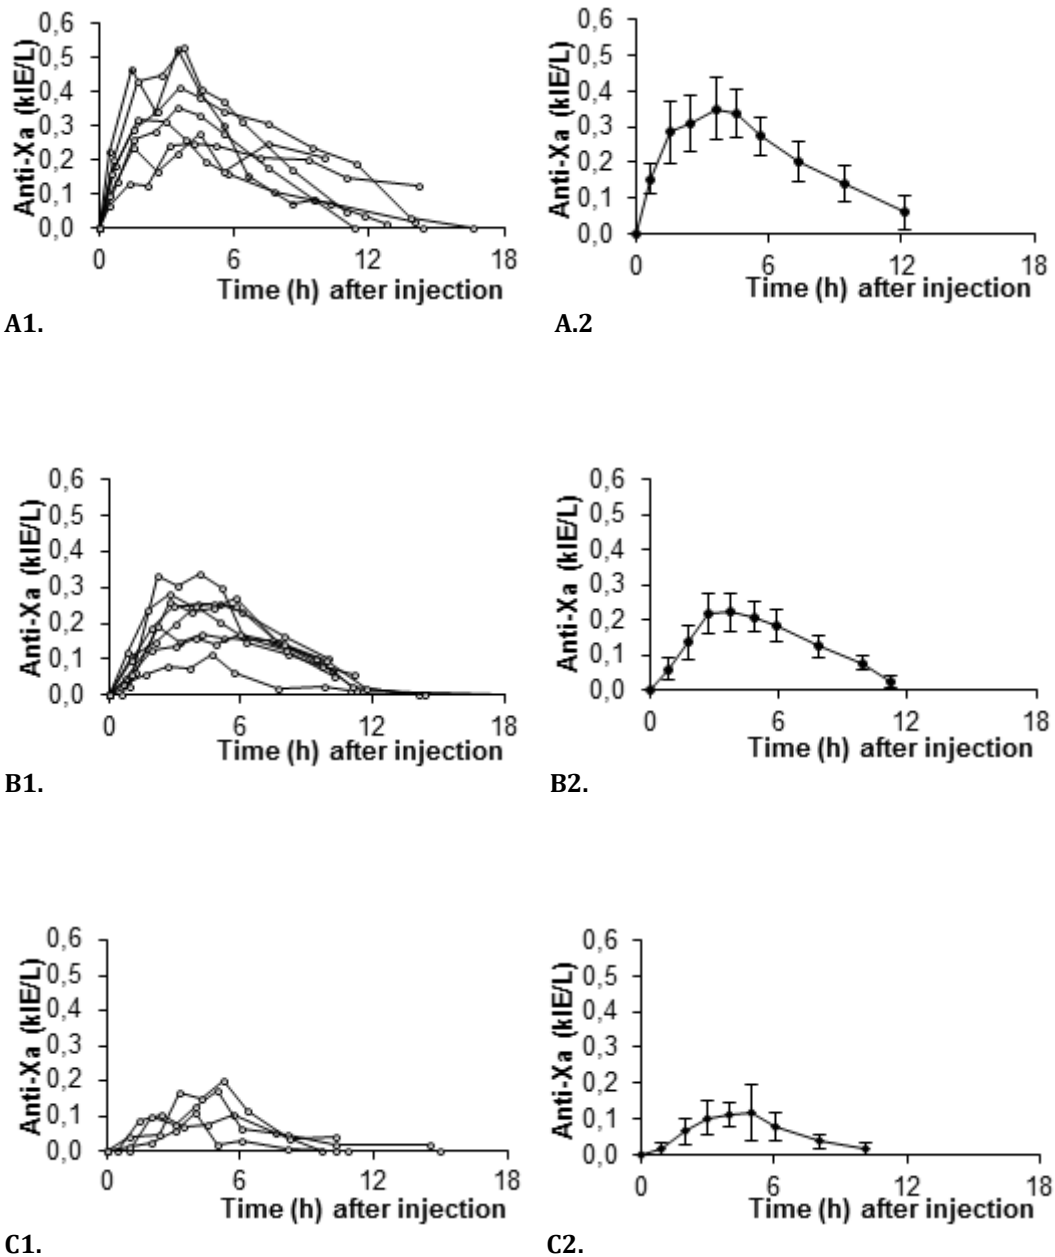 0,6 0,6
0,5 0,5
0,4 0,4
0,3 0,3
0,2 0,2
0,1 0,1
0,0 0,0
Anti-Xa (kIE/L) Anti-Xa (kIE/L)
0 6 12 18 0 6 12 18
Time (h) after injection Time (h) after injection
A1. A.2
0,6 0,6
0,5 0,5
0,4 0,4
0,3 0,3
0,2 0,2
0,1 0,1
0,0 0,0
Anti-Xa (kIE/L) Anti-Xa (kIE/L)
0 6 12 18 0 6 12 18
Time (h) after injection Time (h) after injection
B1. B2.
0,6 0,6
0,5 0,5
0,4 0,4
0,3 0,3
0,2 0,2
0,1 0,1
0,0 0,0
Anti-Xa (kIE/L) Anti-Xa (kIE/L)
0 6 12 18 0 6 12 18
Time (h) after injection Time (h) after injection
C1. C2.